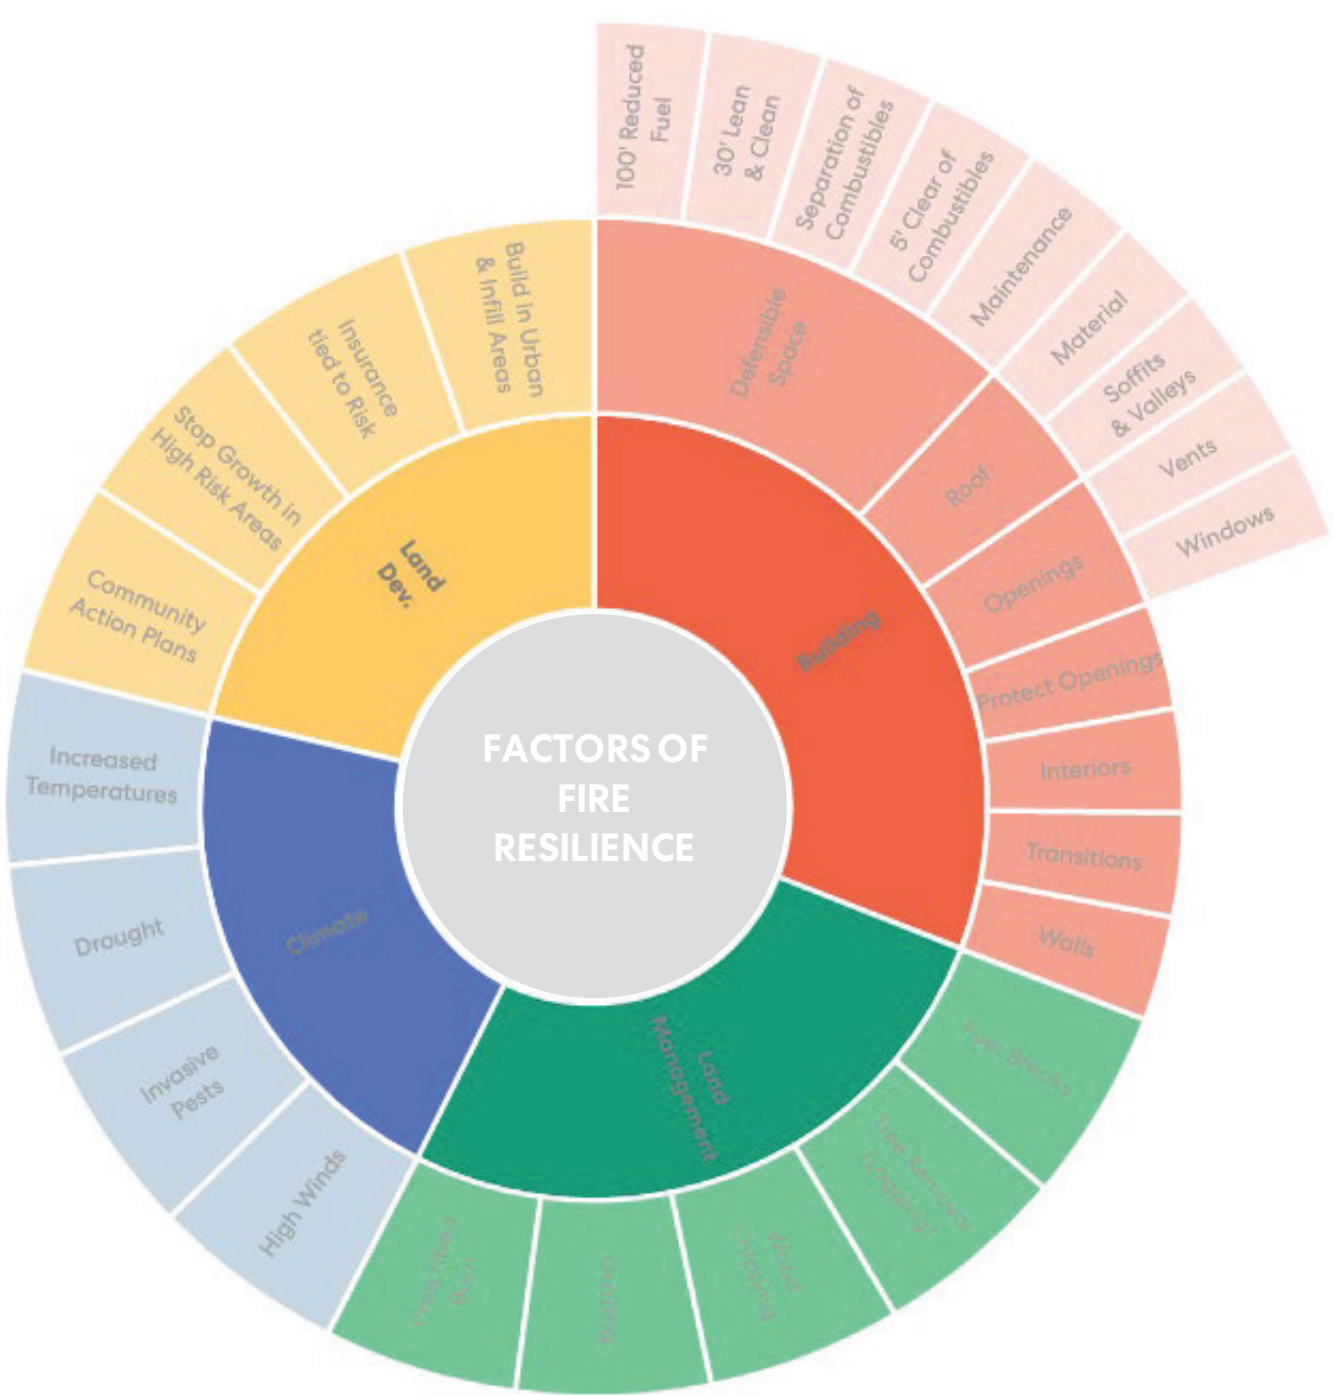 FACTORS OF
FIRE
RESILIENCE
Building
Defensible
Space
100' Reduced
Fuel
30' Lean
& Clean
Separation of
Combustibles
5' Clear of
Combustibles
Maintenance
Roof
Material
Soffits
& Valleys
Openings
Vents
Windows
Protect Openings
Interiors
Transitions
Walls
Land
Management
Fuel Breaks
Tree Removal
(Logging)
Wood
Chipping
Prescribed
Burn
Climate
High Winds
Invasive
Pests
Drought
Increased
Temperatures
Land
Dev.
Community
Action Plans
Stop Growth in
High Risk Areas
Insurance
tied to Risk
Build in Urban
& Infill Areas